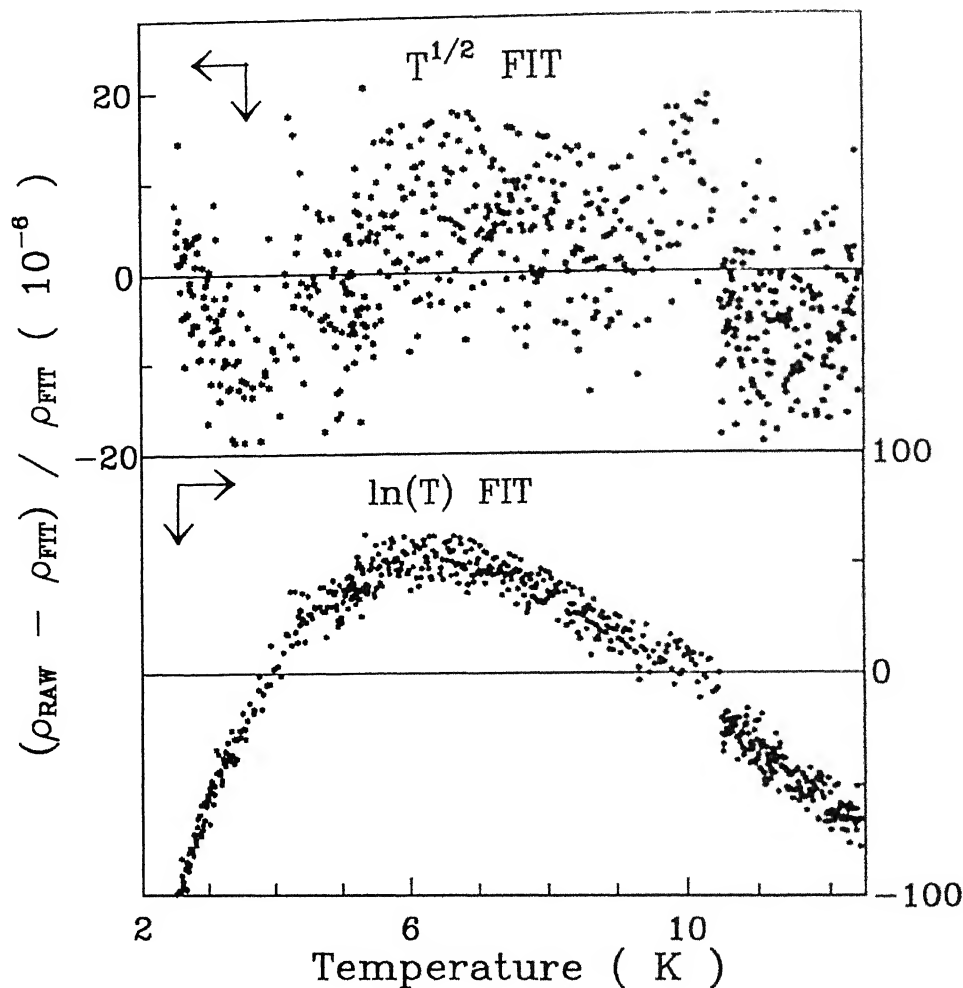 T^{1/2} FIT
20
0
-20
100
ln(T) FIT
0
-100
(ρ_RAW − ρ_FIT) / ρ_FIT ( 10^{-6} )
2
6
10
Temperature ( K )